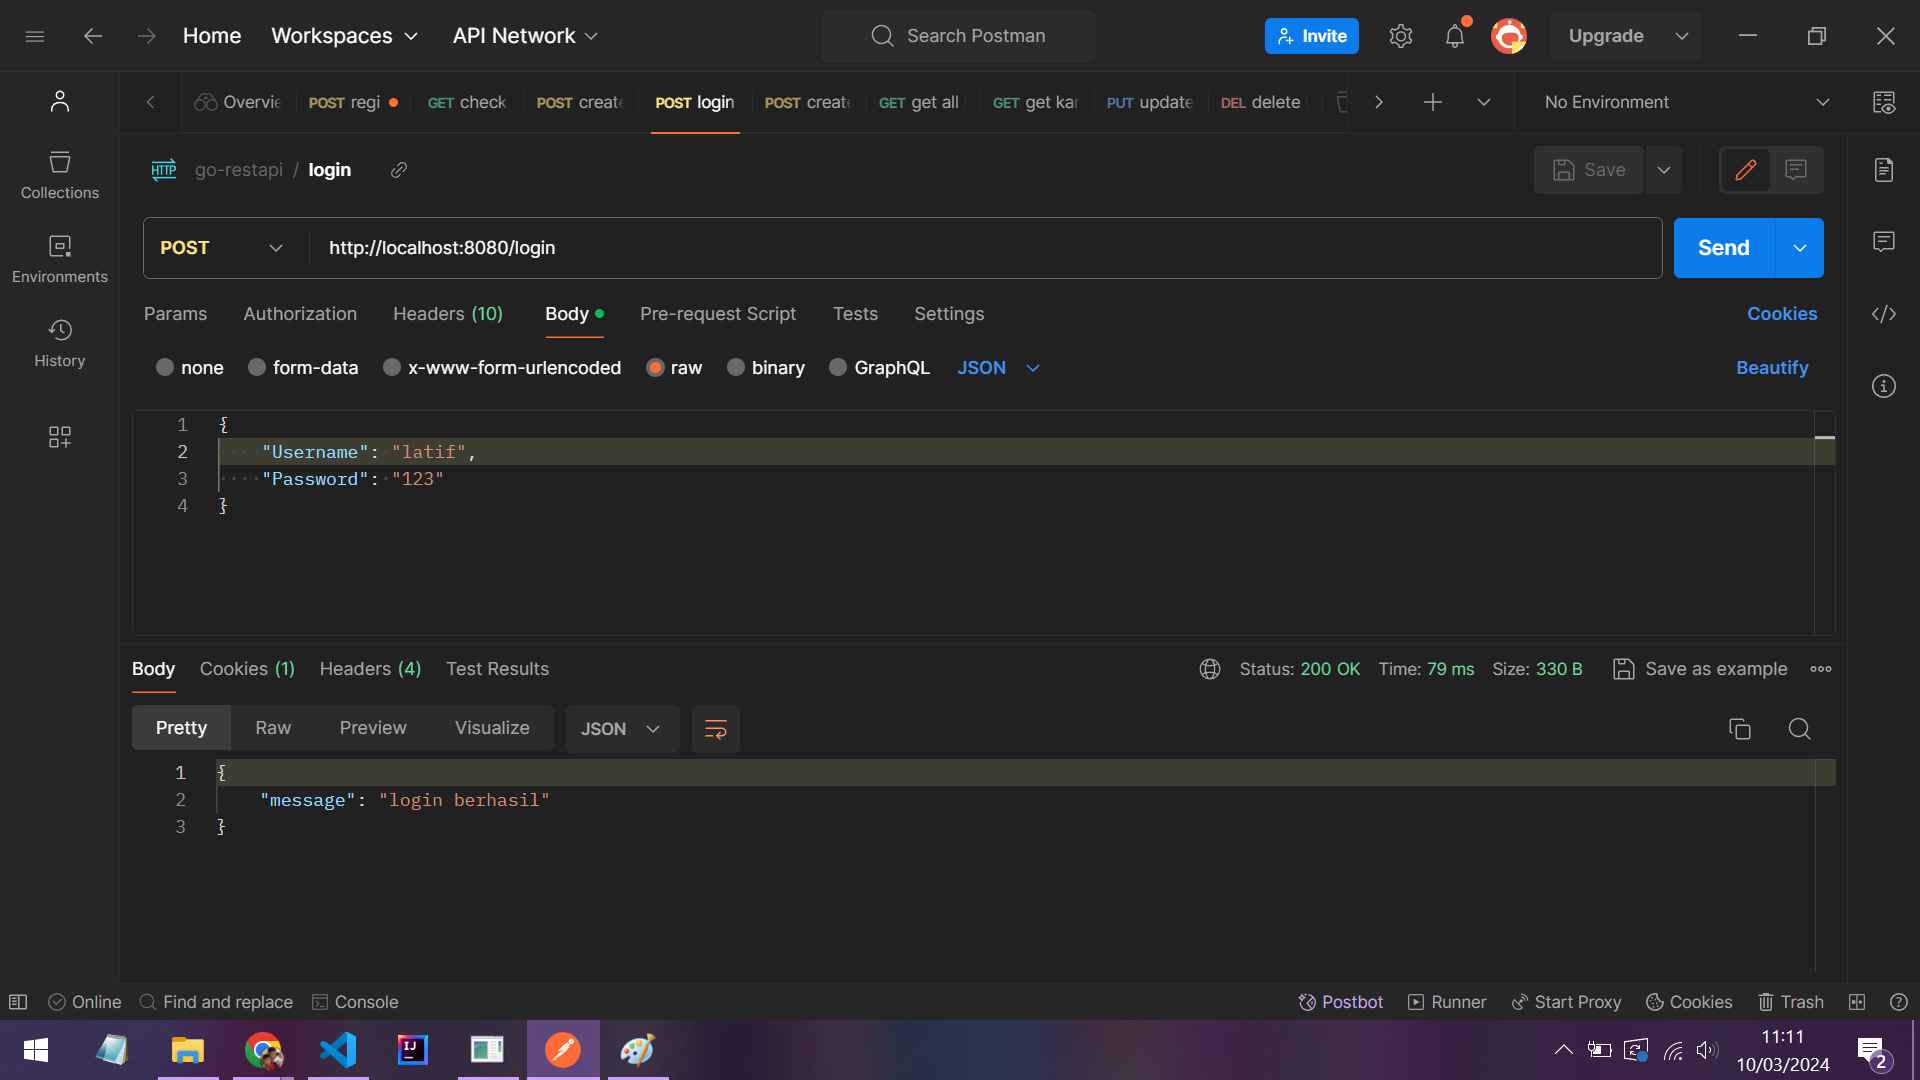 Home Workspaces API Network Search Postman Invite Upgrade
Overvie POST regi GET check POST create POST login POST create GET get all GET get kar PUT update DEL delete No Environment
HTTP go-restapi / login Save
Collections
POST http://localhost:8080/login Send
Environments
Params Authorization Headers (10) Body Pre-request Script Tests Settings Cookies
History
none form-data x-www-form-urlencoded raw binary GraphQL JSON Beautify
1 {
2 "Username": "latif",
3 "Password": "123"
4 }
Body Cookies (1) Headers (4) Test Results Status: 200 OK Time: 79 ms Size: 330 B Save as example
Pretty Raw Preview Visualize JSON
1 {
2 "message": "login berhasil"
3 }
Online Find and replace Console Postbot Runner Start Proxy Cookies Trash
IJ
11:11
10/03/2024
2